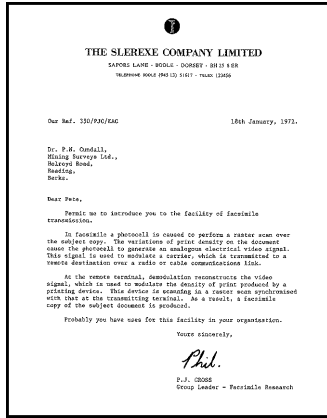 THE SLEREXE COMPANY LIMITED
SAPORS LANE - BOOLE - DORSET - BH 25 8 ER
TELEPHONE BOOLE (945 13) 51617 - TELEX 123456
Our Ref. 350/PJC/EAC 18th January, 1972.
Dr. P.N. Cundall,
Mining Surveys Ltd.,
Holroyd Road,
Reading,
Berks.
Dear Pete,
Permit me to introduce you to the facility of facsimile
transmission.
In facsimile a photocell is caused to perform a raster scan over
the subject copy. The variations of print density on the document
cause the photocell to generate an analogous electrical video signal.
This signal is used to modulate a carrier, which is transmitted to a
remote destination over a radio or cable communications link.
At the remote terminal, demodulation reconstructs the video
signal, which is used to modulate the density of print produced by a
printing device. This device is scanning in a raster scan synchronised
with that at the transmitting terminal. As a result, a facsimile
copy of the subject document is produced.
Probably you have uses for this facility in your organisation.
Yours sincerely,
Phil.
P.J. CROSS
Group Leader - Facsimile Research